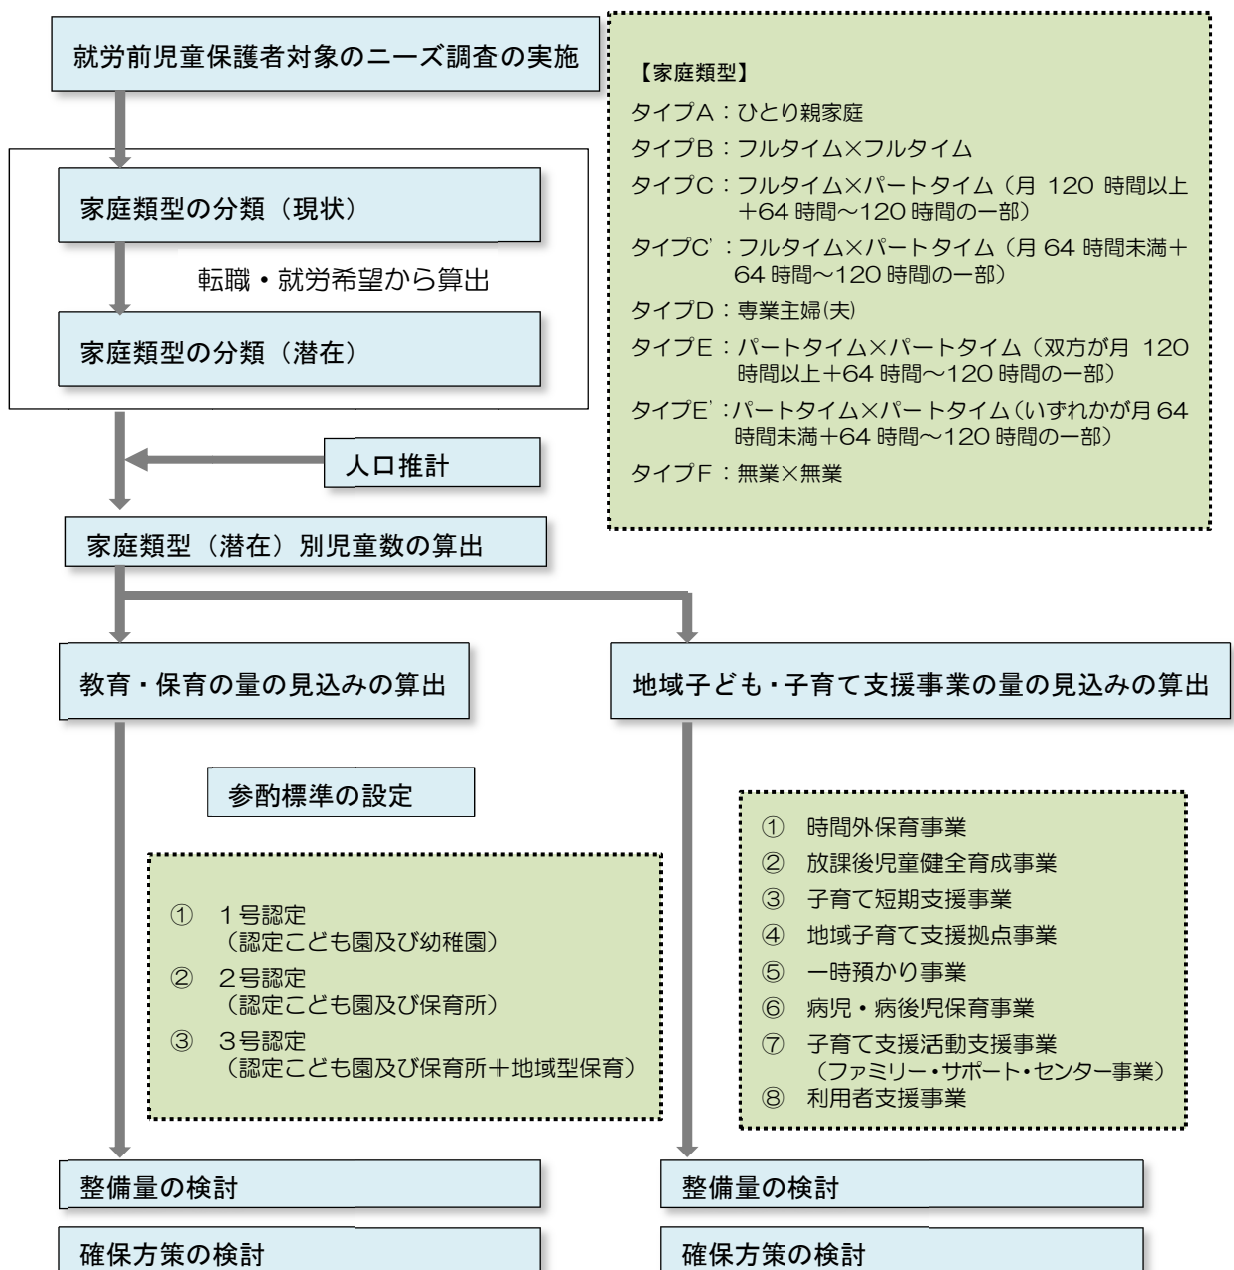 就労前児童保護者対象のニーズ調査の実施
家庭類型の分類（現状）
転職・就労希望から算出
家庭類型の分類（潜在）
人口推計
家庭類型（潜在）別児童数の算出
【家庭類型】
タイプA：ひとり親家庭
タイプB：フルタイム×フルタイム
タイプC：フルタイム×パートタイム（月 120 時間以上
＋64 時間～120 時間の一部）
タイプC'：フルタイム×パートタイム（月 64 時間未満＋
64 時間～120 時間の一部）
タイプD：専業主婦(夫)
タイプE：パートタイム×パートタイム（双方が月 120
時間以上＋64 時間～120 時間の一部）
タイプE'：パートタイム×パートタイム（いずれかが月 64
時間未満＋64 時間～120 時間の一部）
タイプF：無業×無業
教育・保育の量の見込みの算出
参酌標準の設定
① 1号認定
（認定こども園及び幼稚園）
② 2号認定
（認定こども園及び保育所）
③ 3号認定
（認定こども園及び保育所＋地域型保育）
整備量の検討
確保方策の検討
地域子ども・子育て支援事業の量の見込みの算出
① 時間外保育事業
② 放課後児童健全育成事業
③ 子育て短期支援事業
④ 地域子育て支援拠点事業
⑤ 一時預かり事業
⑥ 病児・病後児保育事業
⑦ 子育て支援活動支援事業
（ファミリー・サポート・センター事業）
⑧ 利用者支援事業
整備量の検討
確保方策の検討